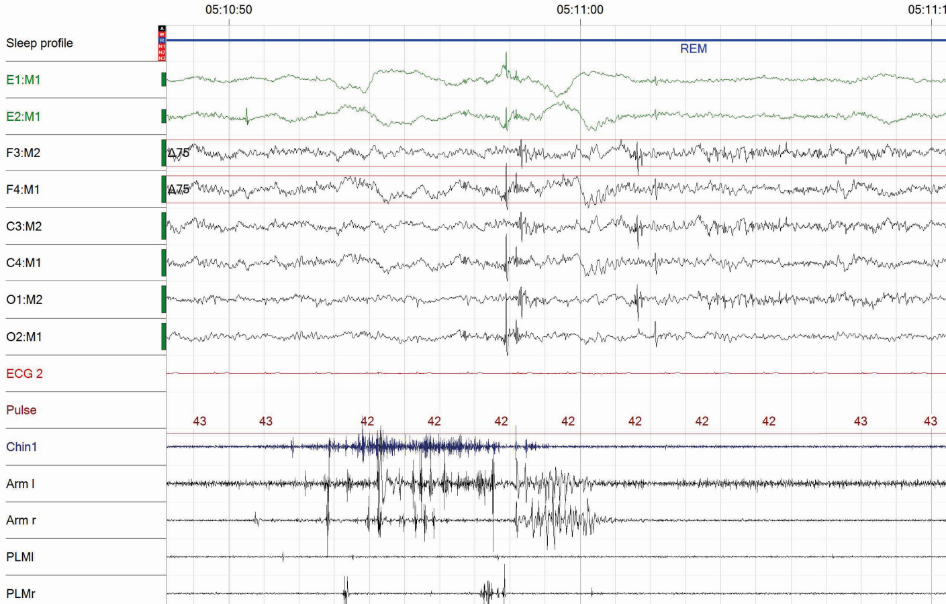 05:10:50 05:11:00 05:11:1
Sleep profile
REM
E1:M1
E2:M1
F3:M2 Δ75
F4:M1 Δ75
C3:M2
C4:M1
O1:M2
O2:M1
ECG 2
Pulse
43 43 42 42 42 42 42 42 42 43 43
Chin1
Arm l
Arm r
PLMl
PLMr